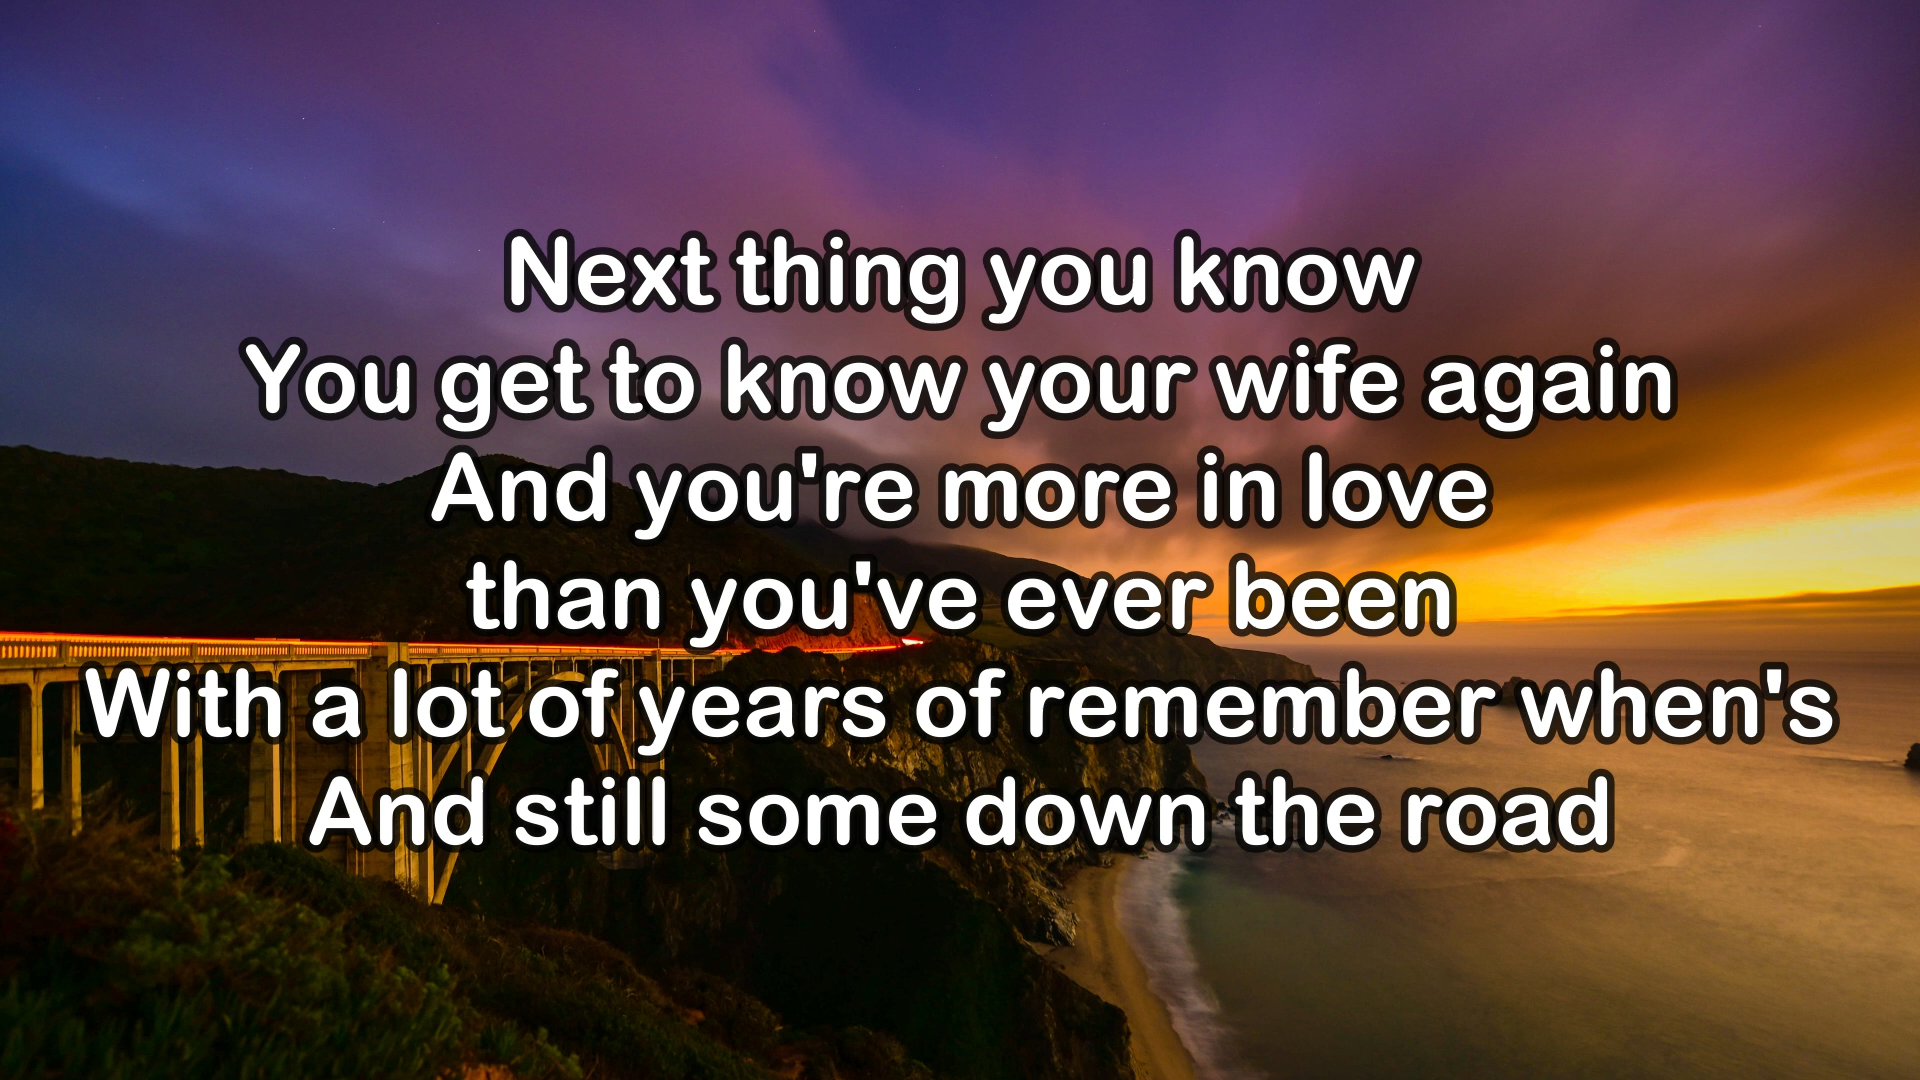 Next thing you know
You get to know your wife again
And you're more in love
than you've ever been
With a lot of years of remember when's
And still some down the road